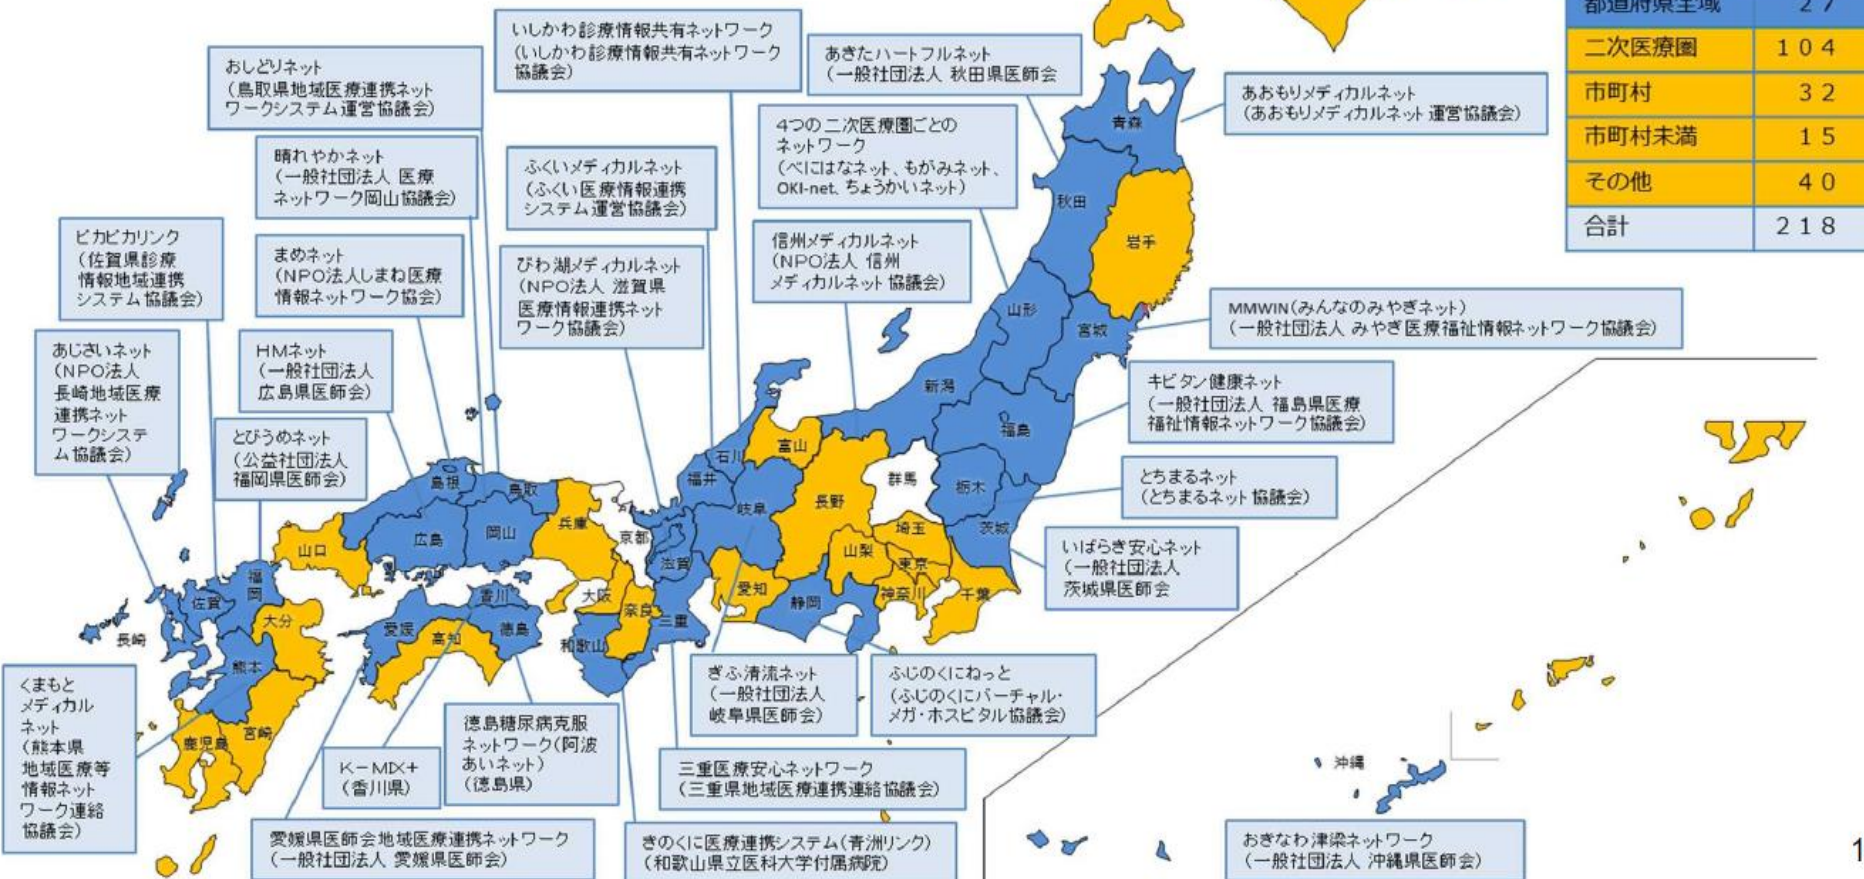 いしかわ診療情報共有ネットワーク
(いしかわ診療情報共有ネットワーク
協議会)
おしどりネット
(鳥取県地域医療連携ネット
ワークシステム運営協議会)
あきたハートフルネット
(一般社団法人 秋田県医師会
あおもりメディカルネット
(あおもりメディカルネット 運営協議会)
都道府県全域 27
二次医療圏 104
市町村 32
市町村未満 15
その他 40
合計 218
晴れやかネット
(一般社団法人 医療
ネットワーク岡山協議会)
ふくいメディカルネット
(ふくい医療情報連携
システム運営協議会)
4つの二次医療圏ごとの
ネットワーク
(べにはなネット、もがみネット、
OKI-net、ちょうかいネット)
ピカピカリンク
(佐賀県診療
情報地域連携
システム協議会)
まめネット
(NPO法人しまね医療
情報ネットワーク協会)
びわ湖メディカルネット
(NPO法人 滋賀県
医療情報連携ネット
ワーク協議会)
信州メディカルネット
(NPO法人 信州
メディカルネット協議会)
MMWIN(みんなのみやぎネット)
(一般社団法人 みやぎ医療福祉情報ネットワーク協議会)
あじさいネット
(NPO法人
長崎地域医療
連携ネット
ワークシステ
ム協議会)
HMネット
(一般社団法人
広島県医師会)
とびうめネット
(公益社団法人
福岡県医師会)
キビタン健康ネット
(一般社団法人 福島県医療
福祉情報ネットワーク協議会)
とちまるネット
(とちまるネット協議会)
いばらき安心ネット
(一般社団法人
茨城県医師会
青森
秋田
岩手
山形
宮城
新潟
福島
石川
富山
福井
岐阜
長野
群馬
栃木
茨城
埼玉
山梨
東京
神奈川
千葉
愛知
静岡
島根
鳥取
兵庫
京都
広島
岡山
滋賀
山口
大阪
奈良
三重
和歌山
香川
徳島
愛媛
高知
福
岡
佐賀
大分
長崎
熊本
宮崎
鹿児島
沖縄
くまもと
メディカル
ネット
(熊本県
地域医療等
情報ネット
ワーク連絡
協議会)
K-MIX+
(香川県)
徳島糖尿病克服
ネットワーク(阿波
あいネット)
(徳島県)
ぎふ清流ネット
(一般社団法人
岐阜県医師会)
ふじのくにねっと
(ふじのくにバーチャル・
メガ・ホスピタル協議会)
三重医療安心ネットワーク
(三重県地域医療連携連絡協議会)
愛媛県医師会地域医療連携ネットワーク
(一般社団法人 愛媛県医師会)
きのくに医療連携システム(青洲リンク)
(和歌山県立医科大学付属病院)
おきなわ津梁ネットワーク
(一般社団法人 沖縄県医師会)
1